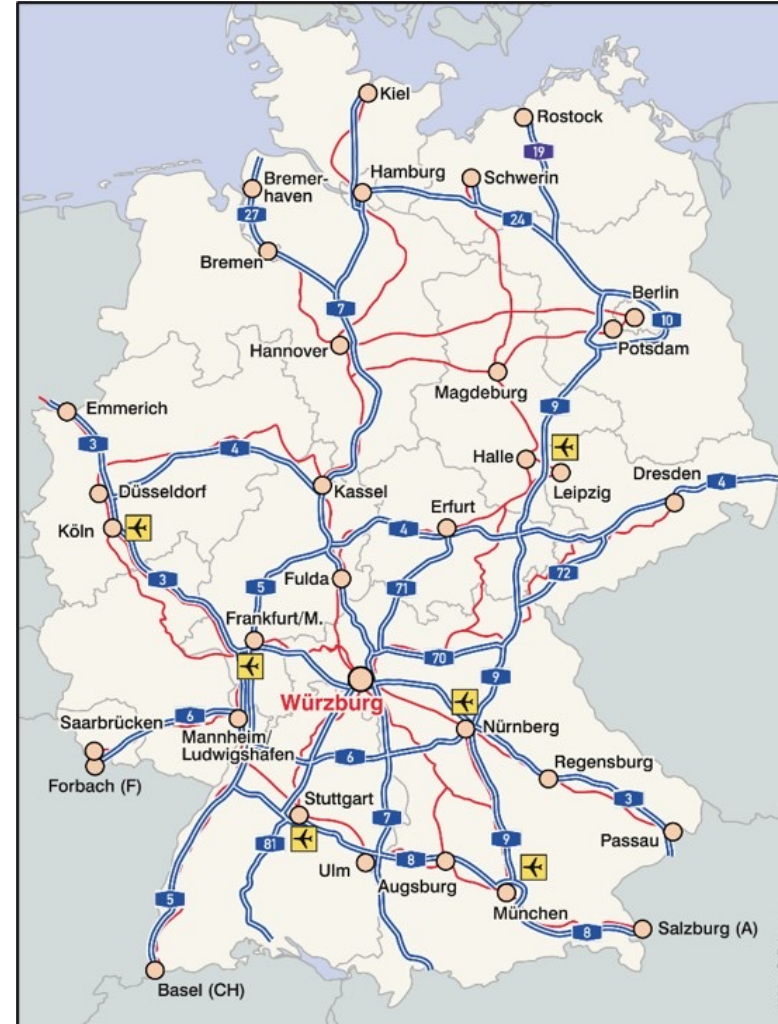 Kiel
Rostock
19
Bremer-
haven
Hamburg
Schwerin
27
24
Bremen
Berlin
7
10
Hannover
Potsdam
Magdeburg
Emmerich
9
3
4
Halle
Dresden
Düsseldorf
Kassel
Leipzig
4
Erfurt
Köln
4
3
Fulda
5
71
72
Frankfurt/M.
70
9
Würzburg
Saarbrücken
6
Mannheim/
Ludwigshafen
Nürnberg
Forbach (F)
6
Regensburg
Stuttgart
3
7
9
81
Passau
Ulm
8
Augsburg
5
München
Salzburg (A)
8
Basel (CH)